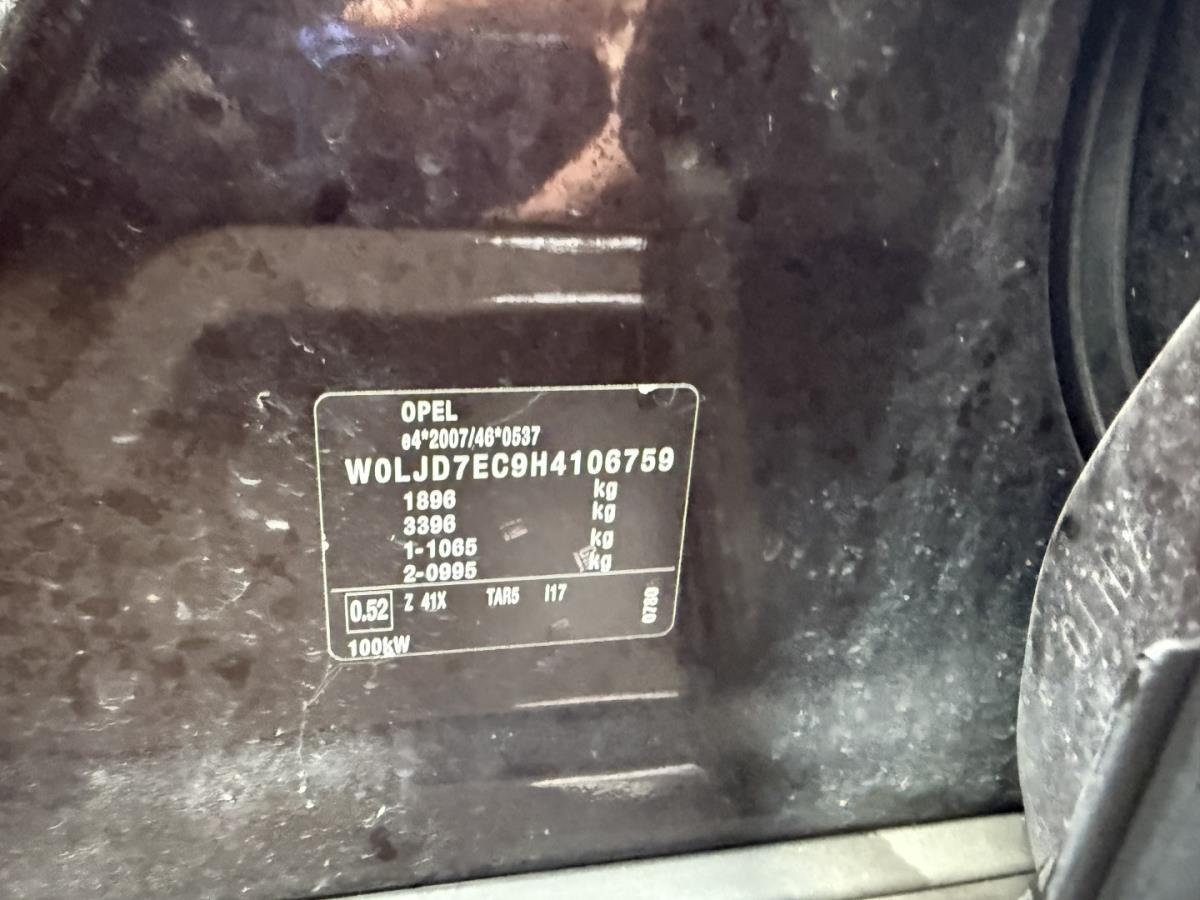 OPEL
e4*2007/46*0537
W0LJD7EC9H4106759
1896 kg
3396 kg
1-1065 kg
2-0995 kg
0.52 Z 41X TAR5 I17
0780
100kW